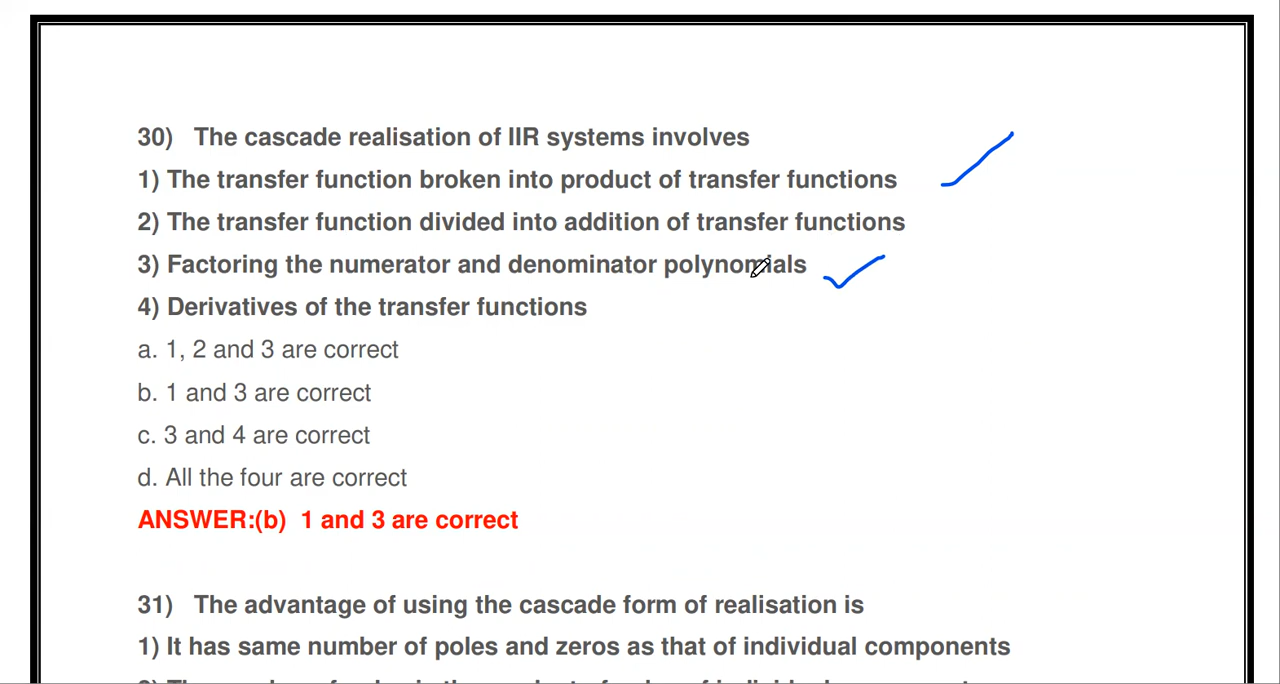 30) The cascade realisation of IIR systems involves
1) The transfer function broken into product of transfer functions
2) The transfer function divided into addition of transfer functions
3) Factoring the numerator and denominator polynomials
4) Derivatives of the transfer functions
a. 1, 2 and 3 are correct
b. 1 and 3 are correct
c. 3 and 4 are correct
d. All the four are correct
ANSWER:(b) 1 and 3 are correct
31) The advantage of using the cascade form of realisation is
1) It has same number of poles and zeros as that of individual components